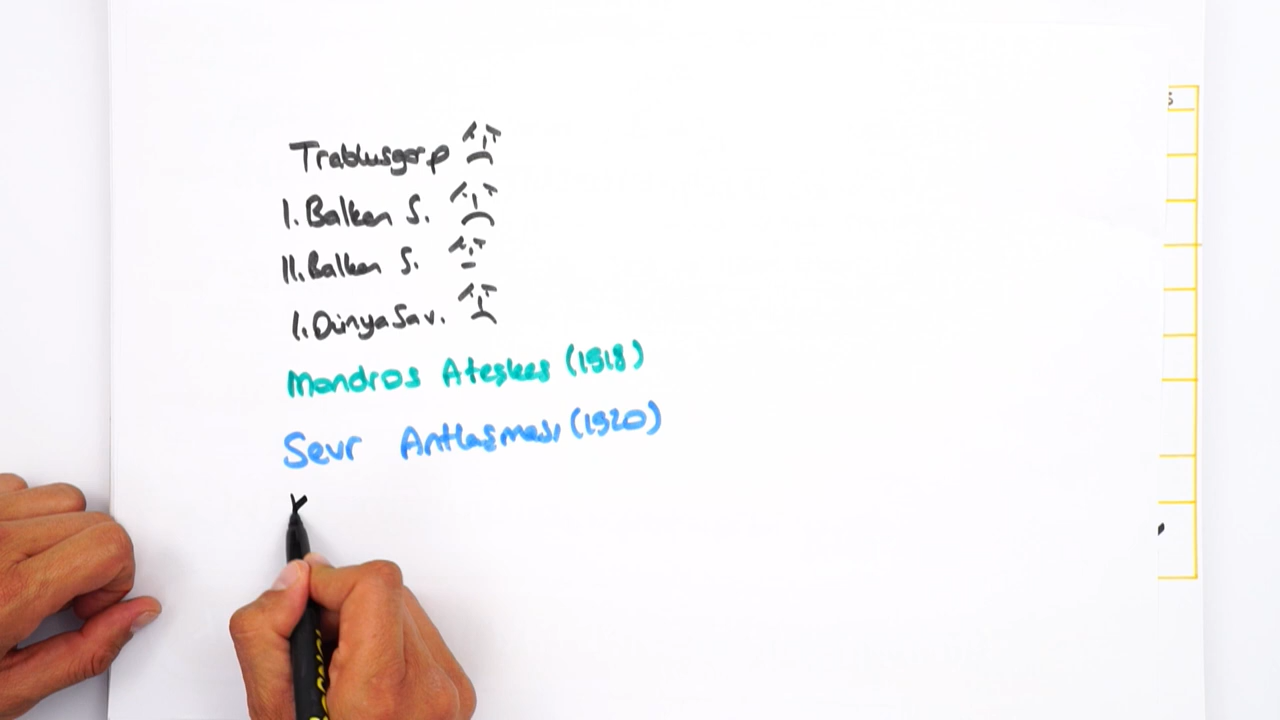 Trablusgarp
I. Balkan S.
II. Balkan S.
I. Dünya Sav.
Mondros Ateşkes (1918)
Sevr Antlaşması (1920)